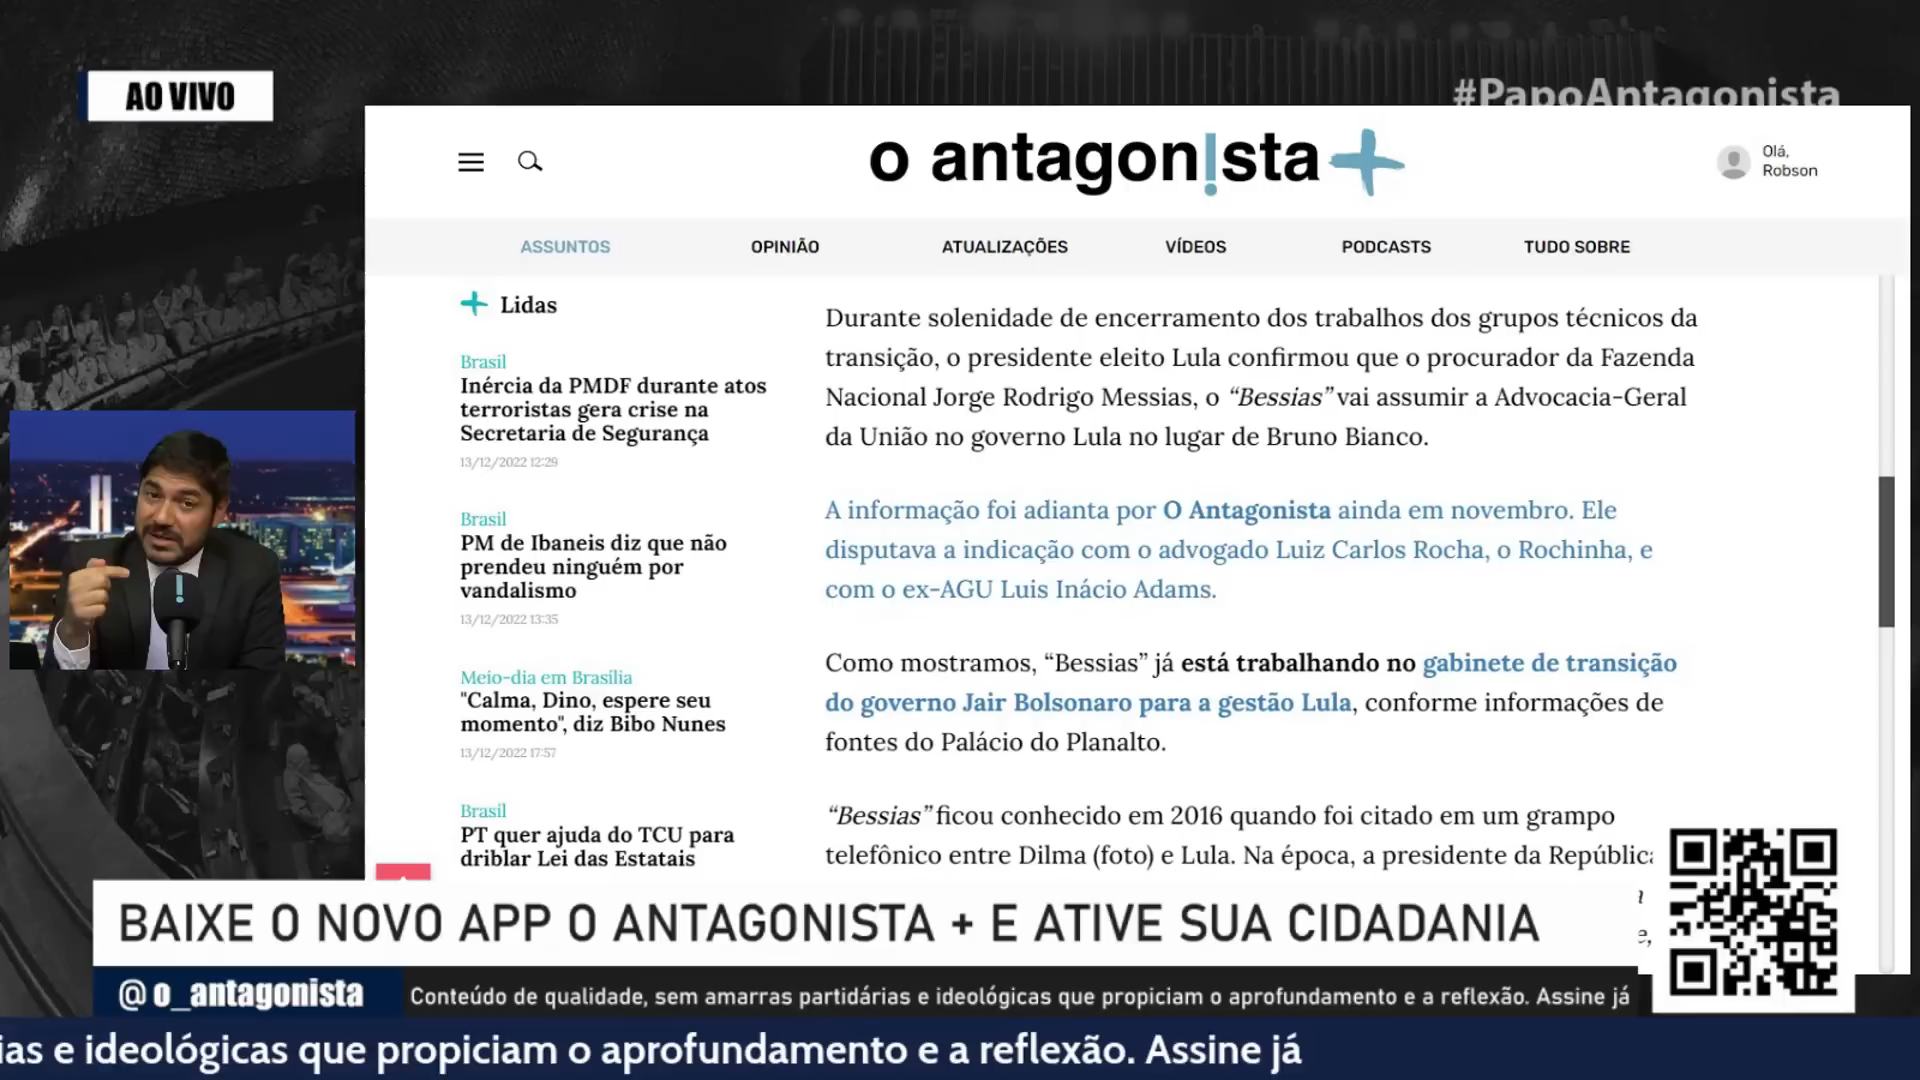 AO VIVO
#PapoAntagonista
o antagon!sta+
Olá,
Robson
ASSUNTOS
OPINIÃO
ATUALIZAÇÕES
VÍDEOS
PODCASTS
TUDO SOBRE
Lidas
Brasil
Inércia da PMDF durante atos
terroristas gera crise na
Secretaria de Segurança
13/12/2022 12:29
Brasil
PM de Ibaneis diz que não
prendeu ninguém por
vandalismo
13/12/2022 13:35
Meio-dia em Brasília
"Calma, Dino, espere seu
momento", diz Bibo Nunes
13/12/2022 17:57
Brasil
PT quer ajuda do TCU para
driblar Lei das Estatais
Durante solenidade de encerramento dos trabalhos dos grupos técnicos da
transição, o presidente eleito Lula confirmou que o procurador da Fazenda
Nacional Jorge Rodrigo Messias, o “Bessias” vai assumir a Advocacia-Geral
da União no governo Lula no lugar de Bruno Bianco.
A informação foi adianta por O Antagonista ainda em novembro. Ele
disputava a indicação com o advogado Luiz Carlos Rocha, o Rochinha, e
com o ex-AGU Luis Inácio Adams.
Como mostramos, “Bessias” já está trabalhando no gabinete de transição
do governo Jair Bolsonaro para a gestão Lula, conforme informações de
fontes do Palácio do Planalto.
“Bessias” ficou conhecido em 2016 quando foi citado em um grampo
telefônico entre Dilma (foto) e Lula. Na época, a presidente da República
BAIXE O NOVO APP O ANTAGONISTA + E ATIVE SUA CIDADANIA
@o_antagonista
Conteúdo de qualidade, sem amarras partidárias e ideológicas que propiciam o aprofundamento e a reflexão. Assine já
ias e ideológicas que propiciam o aprofundamento e a reflexão. Assine já